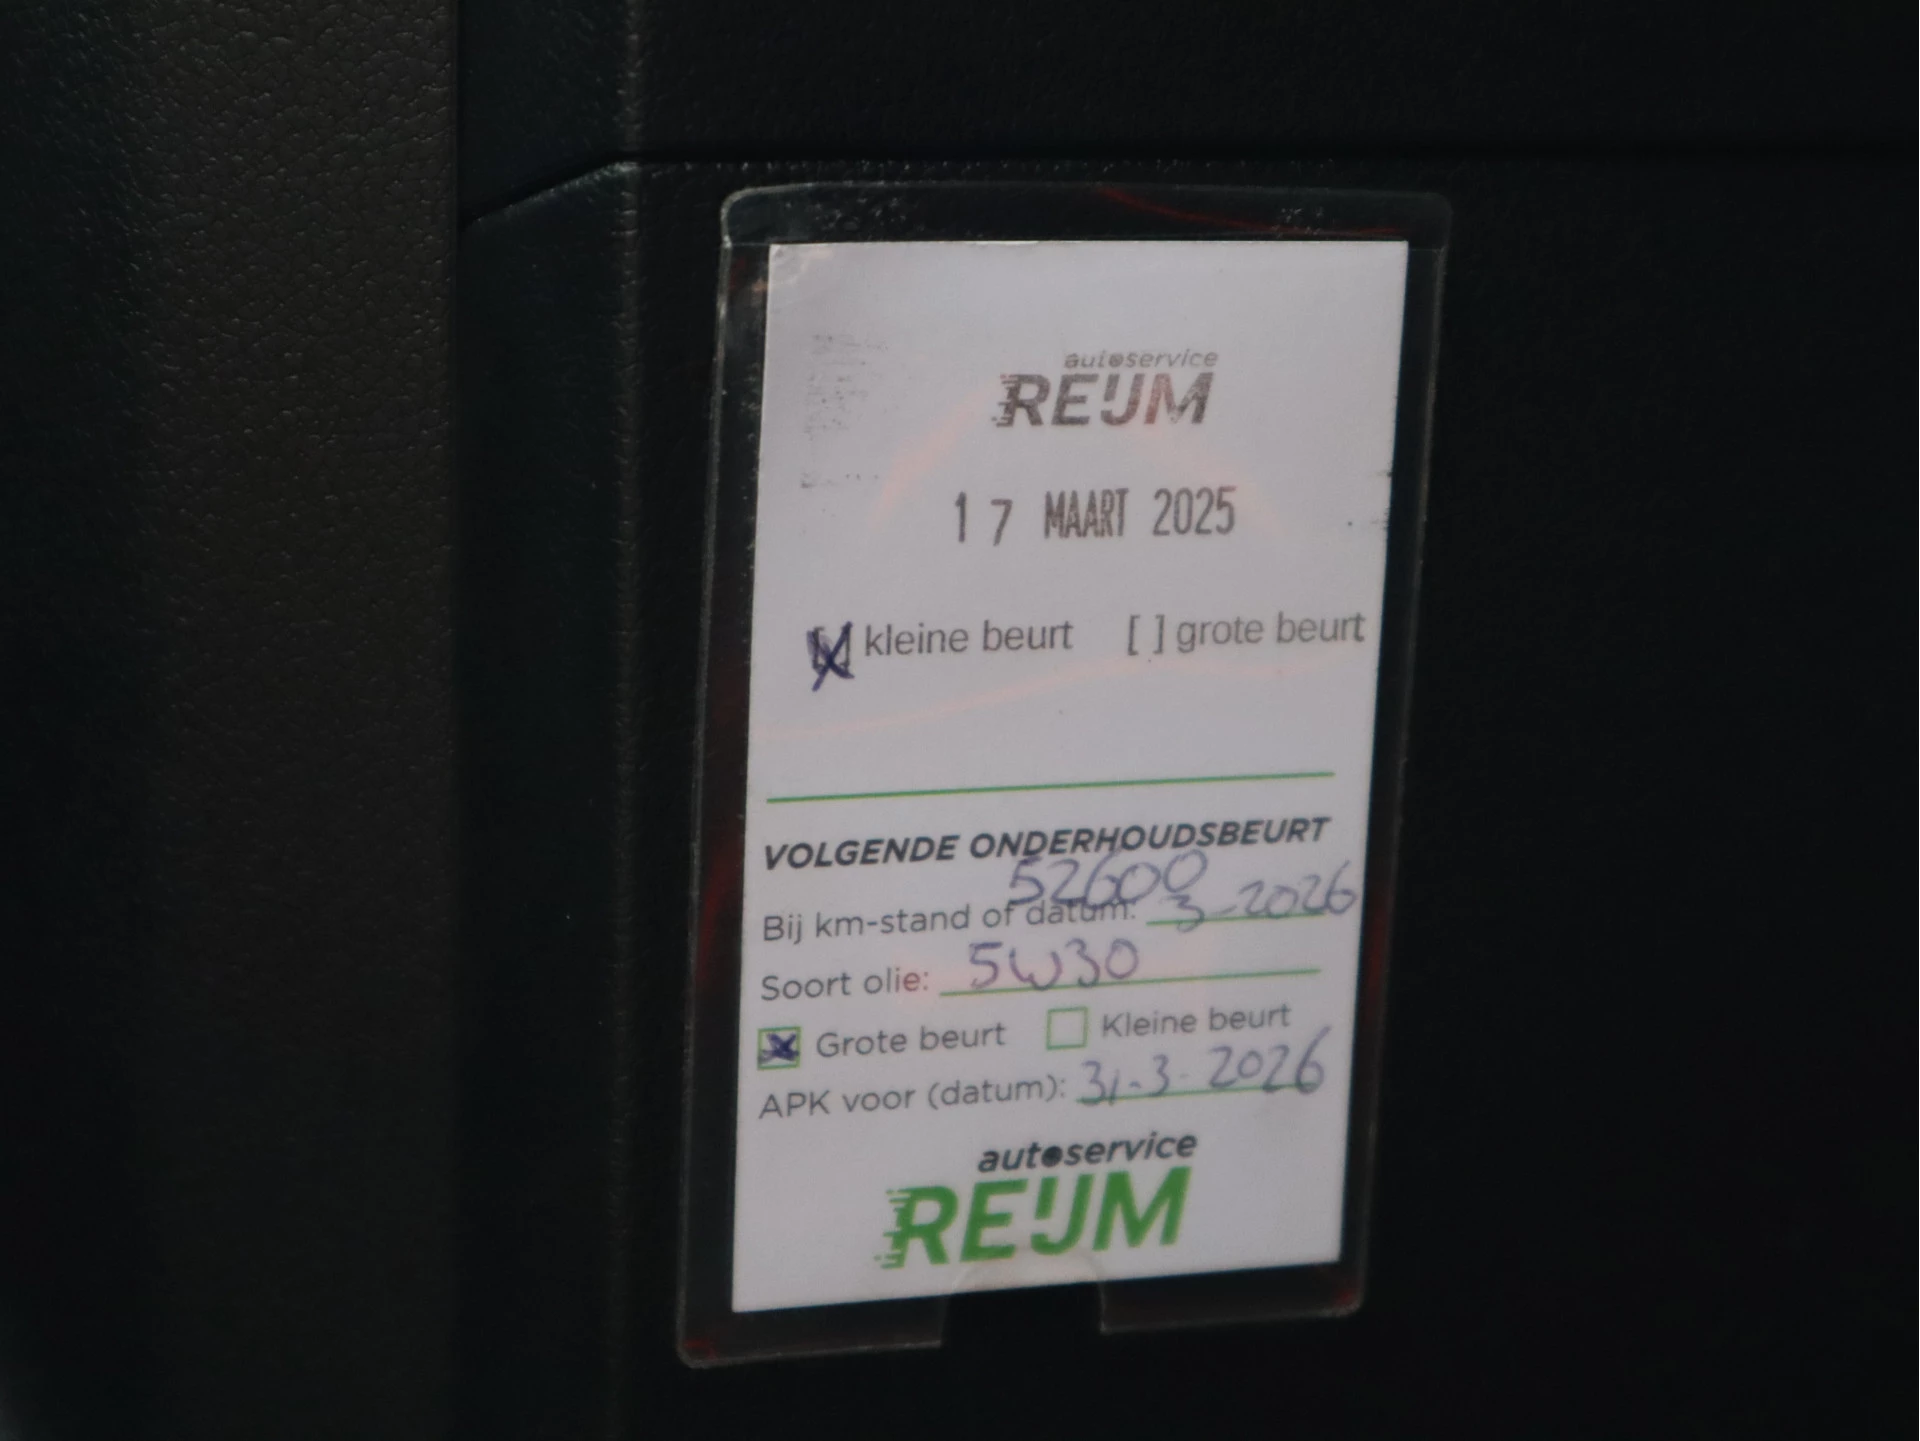 autoservice
REIJM
17 MAART 2025
[X] kleine beurt [ ] grote beurt
VOLGENDE ONDERHOUDSBEURT
52600
Bij km-stand of datum: 3-2026
Soort olie: 5W30
[X] Grote beurt [ ] Kleine beurt
APK voor (datum): 31-3-2026
autoservice
REIJM